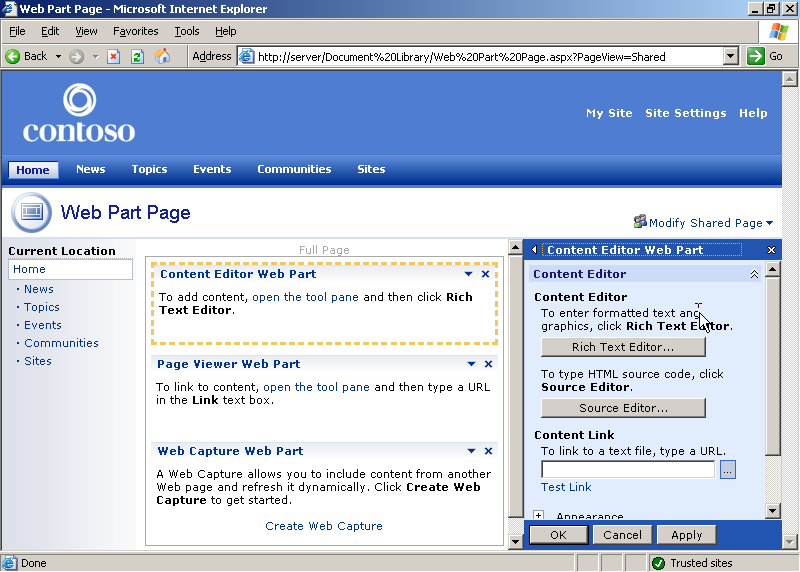 Web Part Page - Microsoft Internet Explorer
File Edit View Favorites Tools Help
Back Address http://server/Document%20Library/Web%20Part%20Page.aspx?PageView=Shared Go
contoso
My Site Site Settings Help
Home News Topics Events Communities Sites
Web Part Page
Modify Shared Page
Current Location
Home
· News
· Topics
· Events
· Communities
· Sites
Full Page
Content Editor Web Part
To add content, open the tool pane and then click Rich
Text Editor.
Page Viewer Web Part
To link to content, open the tool pane and then type a URL
in the Link text box.
Web Capture Web Part
A Web Capture allows you to include content from another
Web page and refresh it dynamically. Click Create Web
Capture to get started.
Create Web Capture
Content Editor Web Part
Content Editor
Content Editor
To enter formatted text and
graphics, click Rich Text Editor.
Rich Text Editor...
To type HTML source code, click
Source Editor.
Source Editor...
Content Link
To link to a text file, type a URL.
...
Test Link
Appearance
OK Cancel Apply
Done Trusted sites